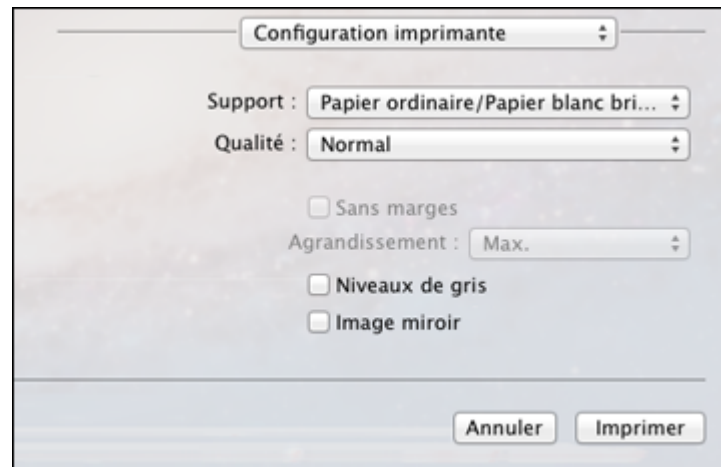 Configuration imprimante
Support : Papier ordinaire/Papier blanc bri...
Qualité : Normal
Sans marges
Agrandissement : Max.
Niveaux de gris
Image miroir
Annuler Imprimer